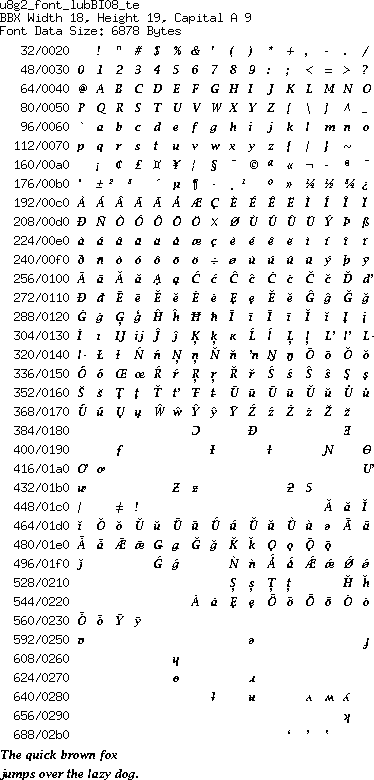 u8g2_font_lubBI08_te
BBX Width 18, Height 19, Capital A 9
Font Data Size: 6878 Bytes
32/0020 ! " # $ % & ' ( ) * + , - . /
48/0030 0 1 2 3 4 5 6 7 8 9 : ; < = > ?
64/0040 @ A B C D E F G H I J K L M N O
80/0050 P Q R S T U V W X Y Z [ \ ] ^ _
96/0060 ` a b c d e f g h i j k l m n o
112/0070 p q r s t u v w x y z { | } ~
160/00a0 ¡ ¢ £ ¤ ¥ ¦ § ¨ © ª « ¬ - ® ¯
176/00b0 ° ± ² ³ ´ µ ¶ · ¸ ¹ º » ¼ ½ ¾ ¿
192/00c0 À Á Â Ã Ä Å Æ Ç È É Ê Ë Ì Í Î Ï
208/00d0 Ð Ñ Ò Ó Ô Õ Ö × Ø Ù Ú Û Ü Ý Þ ß
224/00e0 à á â ã ä å æ ç è é ê ë ì í î ï
240/00f0 ð ñ ò ó ô õ ö ÷ ø ù ú û ü ý þ ÿ
256/0100 Ā ā Ă ă Ą ą Ć ć Ĉ ĉ Ċ ċ Č č Ď ď
272/0110 Đ đ Ē ē Ĕ ĕ Ė ė Ę ę Ě ě Ĝ ĝ Ğ ğ
288/0120 Ġ ġ Ģ ģ Ĥ ĥ Ħ ħ Ĩ ĩ Ī ī Ĭ ĭ Į į
304/0130 İ ı Ĳ ĳ Ĵ ĵ Ķ ķ ĸ Ĺ ĺ Ļ ļ Ľ ľ Ŀ
320/0140 ŀ Ł ł Ń ń Ņ ņ Ň ň ŉ Ŋ ŋ Ō ō Ŏ ŏ
336/0150 Ő ő Œ œ Ŕ ŕ Ŗ ŗ Ř ř Ś ś Ŝ ŝ Ş ş
352/0160 Š š Ţ ţ Ť ť Ŧ ŧ Ũ ũ Ū ū Ŭ ŭ Ů ů
368/0170 Ű ű Ų ų Ŵ ŵ Ŷ ŷ Ÿ Ź ź Ż ż Ž ž
384/0180 Ɔ Ɖ Ǝ
400/0190 ƒ Ɨ ƚ Ɲ Ɵ
416/01a0 Ơ ơ Ư
432/01b0 ư Ƶ ƶ
448/01c0 ǀ ǂ ǃ Ǎ ǎ Ǐ
464/01d0 ǐ Ǒ ǒ Ǔ ǔ Ǖ ǖ Ǘ ǘ Ǚ ǚ Ǜ ǜ ǝ Ǟ ǟ
480/01e0 Ǡ ǡ Ǣ ǣ Ǥ ǥ Ǧ ǧ Ǩ ǩ Ǫ ǫ Ǭ ǭ
496/01f0 ǰ Ǵ ǵ Ǹ ǹ Ǻ ǻ Ǽ ǽ Ǿ ǿ
528/0210 Ș ș Ț ț Ȟ ȟ
544/0220 Ȧ ȧ Ȩ ȩ Ȫ ȫ Ȭ ȭ Ȯ ȯ
560/0230 Ȱ ȱ Ȳ ȳ
592/0250
608/0260
624/0270
640/0280
656/0290
688/02b0
The quick brown fox
jumps over the lazy dog.